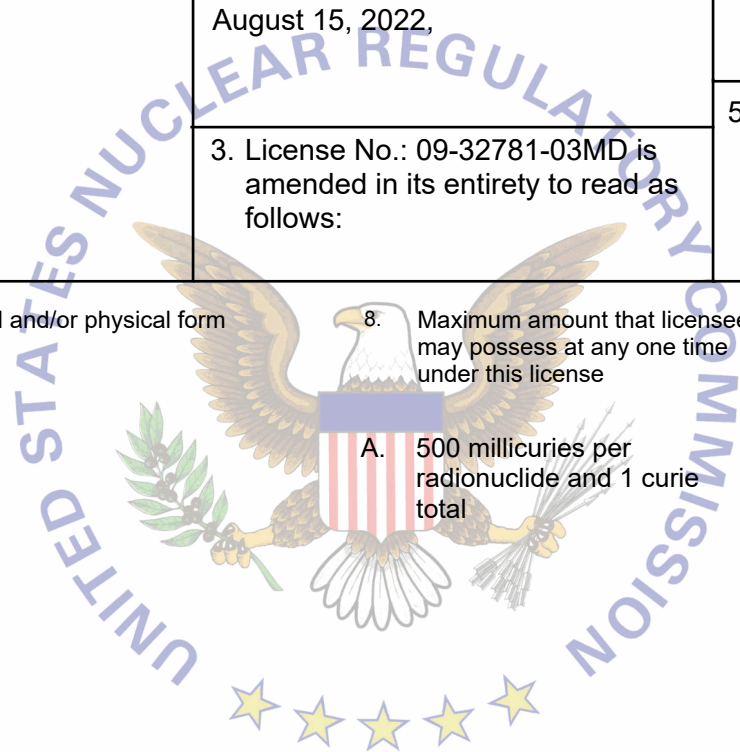 August 15, 2022,
5
3. License No.: 09-32781-03MD is
amended in its entirety to read as
follows:
and/or physical form
8. Maximum amount that licensee
may possess at any one time
under this license
A. 500 millicuries per
radionuclide and 1 curie
total
UNITED STATES NUCLEAR REGULATORY COMMISSION